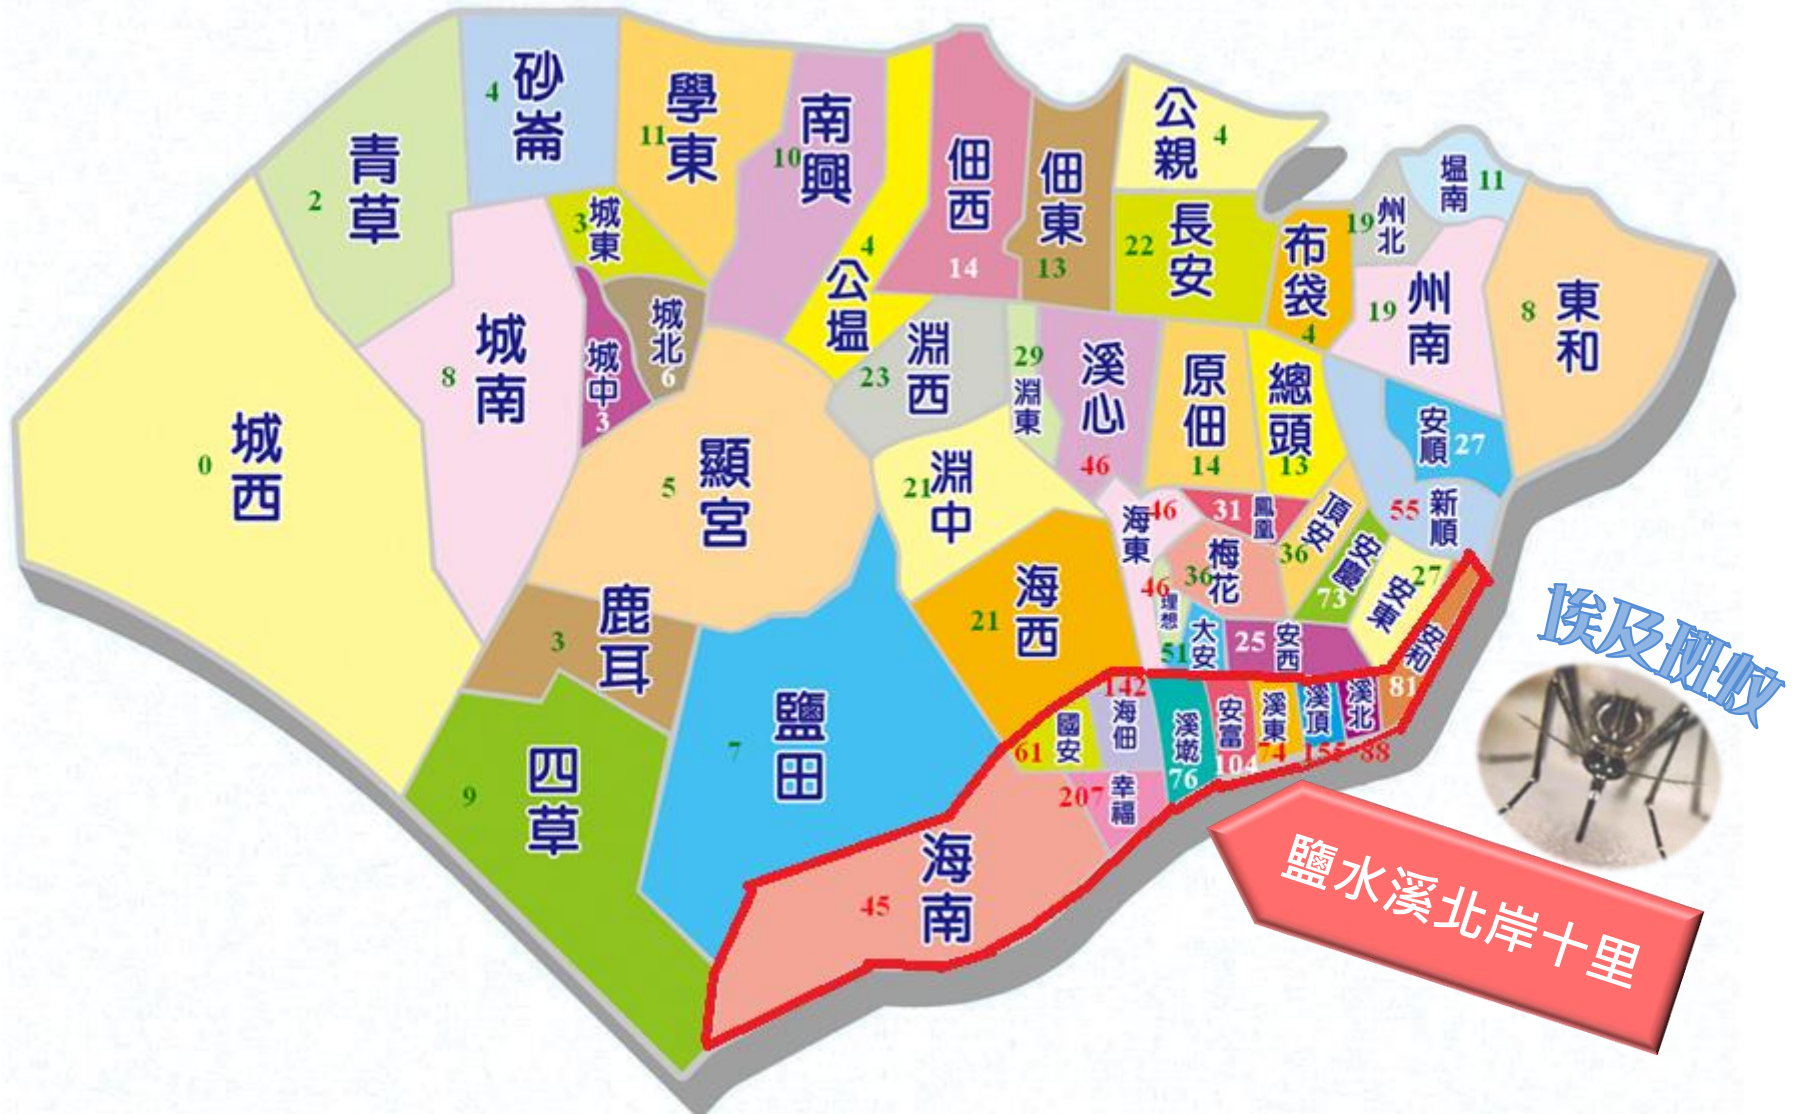 砂崙
4
學東
11
南興
10
公塭
4
佃西
14
佃東
13
公親
4
塭南
11
州北
19
青草
2
城東
3
長安
22
布袋
4
州南
19
東和
8
城南
8
城中
3
城北
6
淵西
23
淵東
29
溪心
46
原佃
14
總頭
13
安順
27
新順
55
城西
0
顯宮
5
淵中
21
海東
46
鳳凰
31
頂安
36
梅花
36
安慶
73
安東
27
鹿耳
3
海西
21
理想
46
大安
51
安西
25
安和
81
鹽田
7
國安
61
海佃
142
溪墘
76
安富
104
溪東
74
溪頂
155
溪北
88
四草
9
幸福
207
海南
45
埃及斑蚊
鹽水溪北岸十里